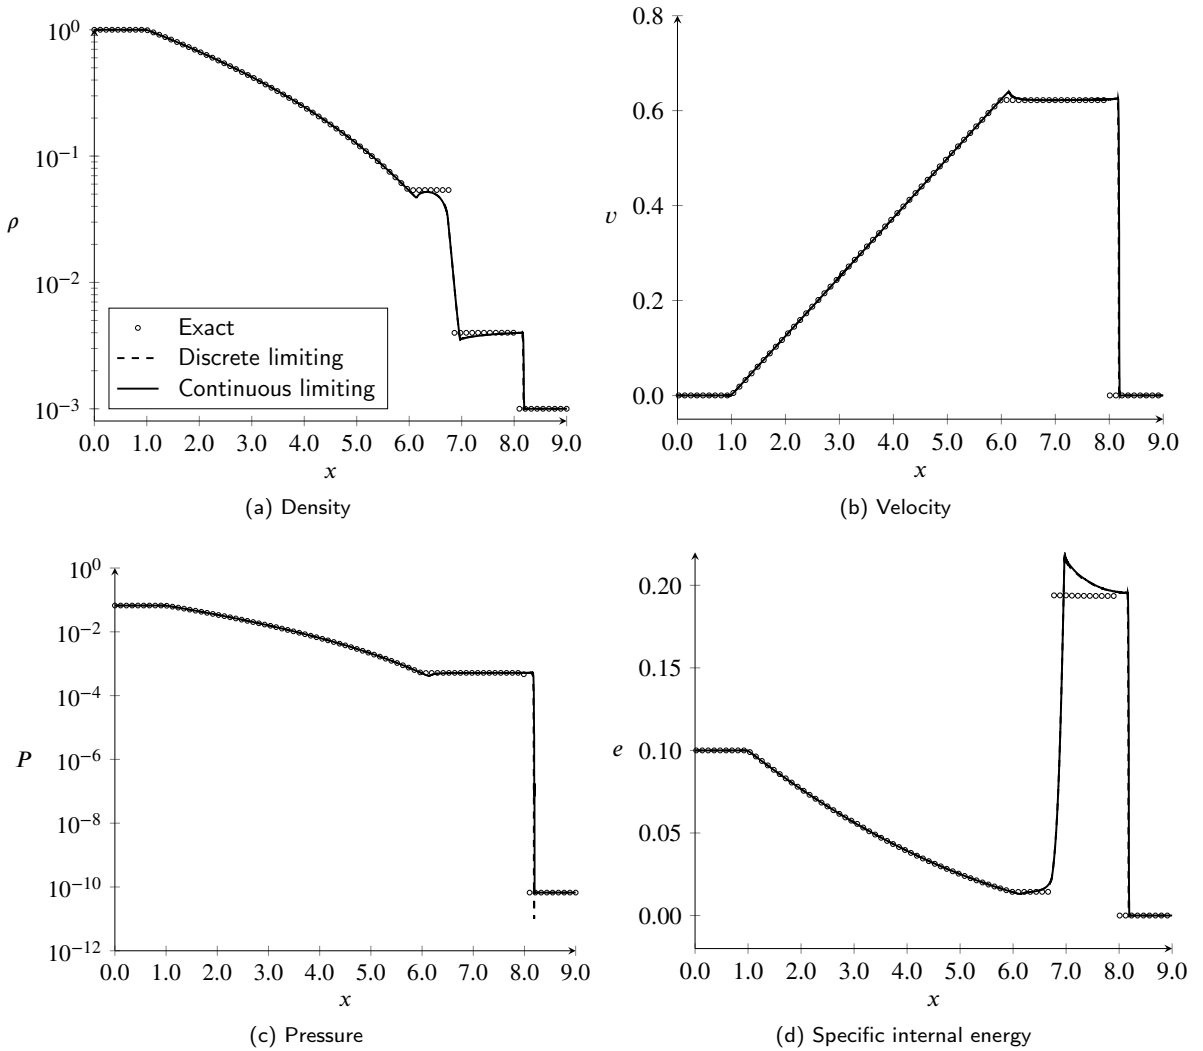 10⁰
10⁻¹
ρ
10⁻²
10⁻³
Exact
Discrete limiting
Continuous limiting
0.0 1.0 2.0 3.0 4.0 5.0 6.0 7.0 8.0 9.0
x
(a) Density
0.8
0.6
v
0.4
0.2
0.0
0.0 1.0 2.0 3.0 4.0 5.0 6.0 7.0 8.0 9.0
x
(b) Velocity
10⁰
10⁻²
10⁻⁴
P
10⁻⁶
10⁻⁸
10⁻¹⁰
10⁻¹²
0.0 1.0 2.0 3.0 4.0 5.0 6.0 7.0 8.0 9.0
x
(c) Pressure
0.20
0.15
e
0.10
0.05
0.00
0.0 1.0 2.0 3.0 4.0 5.0 6.0 7.0 8.0 9.0
x
(d) Specific internal energy